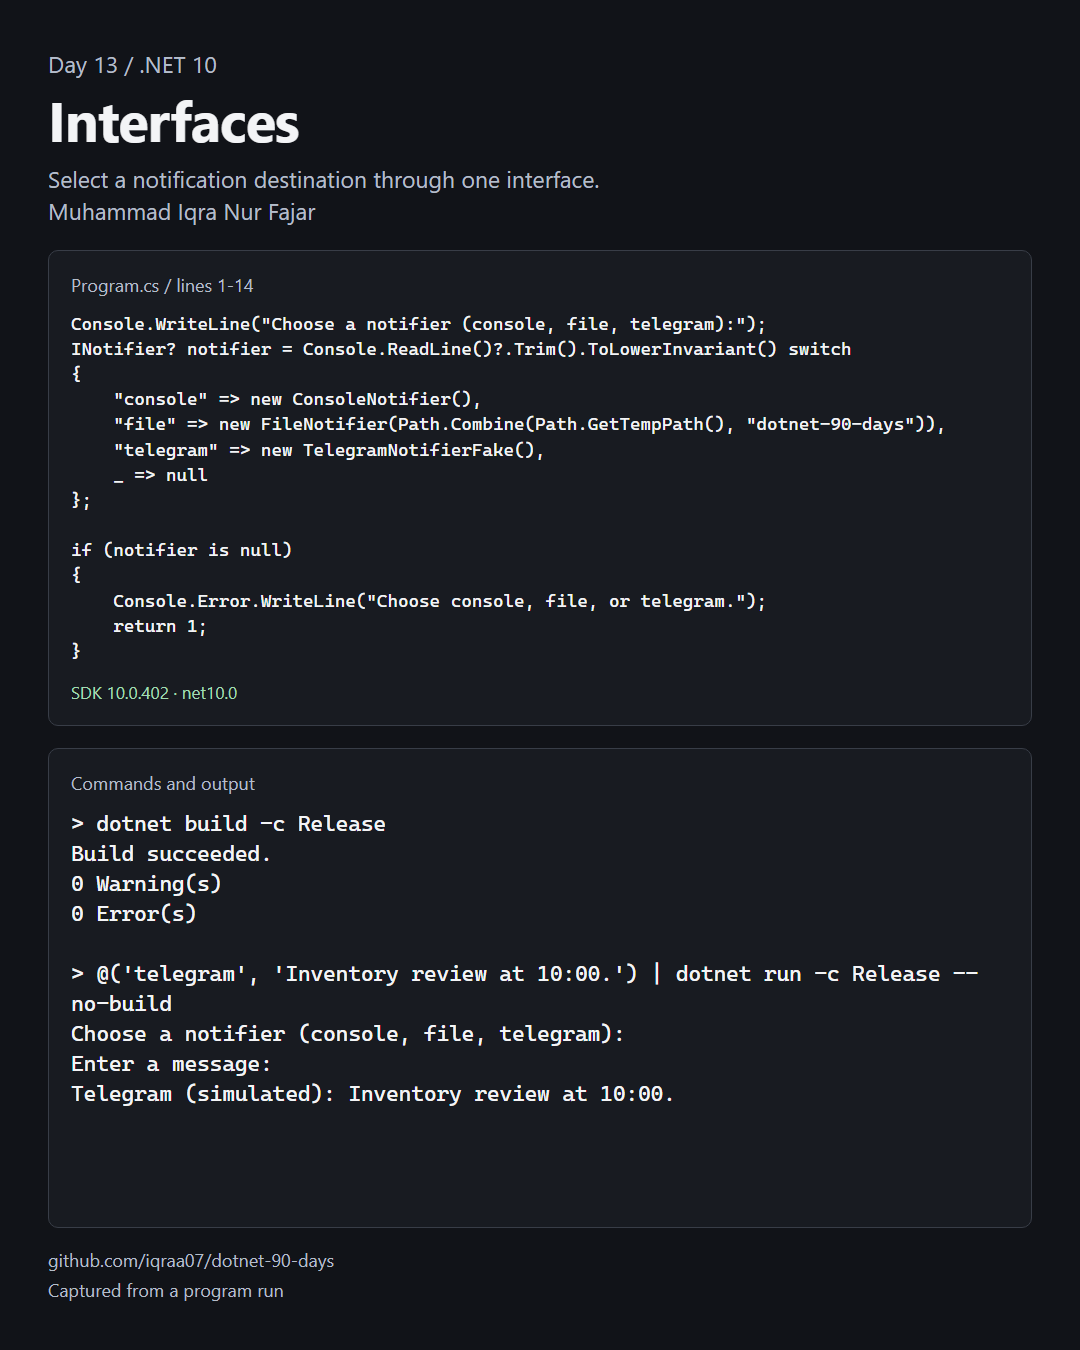 Day 13 / .NET 10
Interfaces
Select a notification destination through one interface.
Muhammad Iqra Nur Fajar
Program.cs / lines 1-14
Console.WriteLine("Choose a notifier (console, file, telegram):");
INotifier? notifier = Console.ReadLine()?.Trim().ToLowerInvariant() switch
{
    "console" => new ConsoleNotifier(),
    "file" => new FileNotifier(Path.Combine(Path.GetTempPath(), "dotnet-90-days")),
    "telegram" => new TelegramNotifierFake(),
    _ => null
};

if (notifier is null)
{
    Console.Error.WriteLine("Choose console, file, or telegram.");
    return 1;
}
SDK 10.0.402 · net10.0
Commands and output
> dotnet build -c Release
Build succeeded.
0 Warning(s)
0 Error(s)

> @('telegram', 'Inventory review at 10:00.') | dotnet run -c Release --
no-build
Choose a notifier (console, file, telegram):
Enter a message:
Telegram (simulated): Inventory review at 10:00.
github.com/iqraa07/dotnet-90-days
Captured from a program run